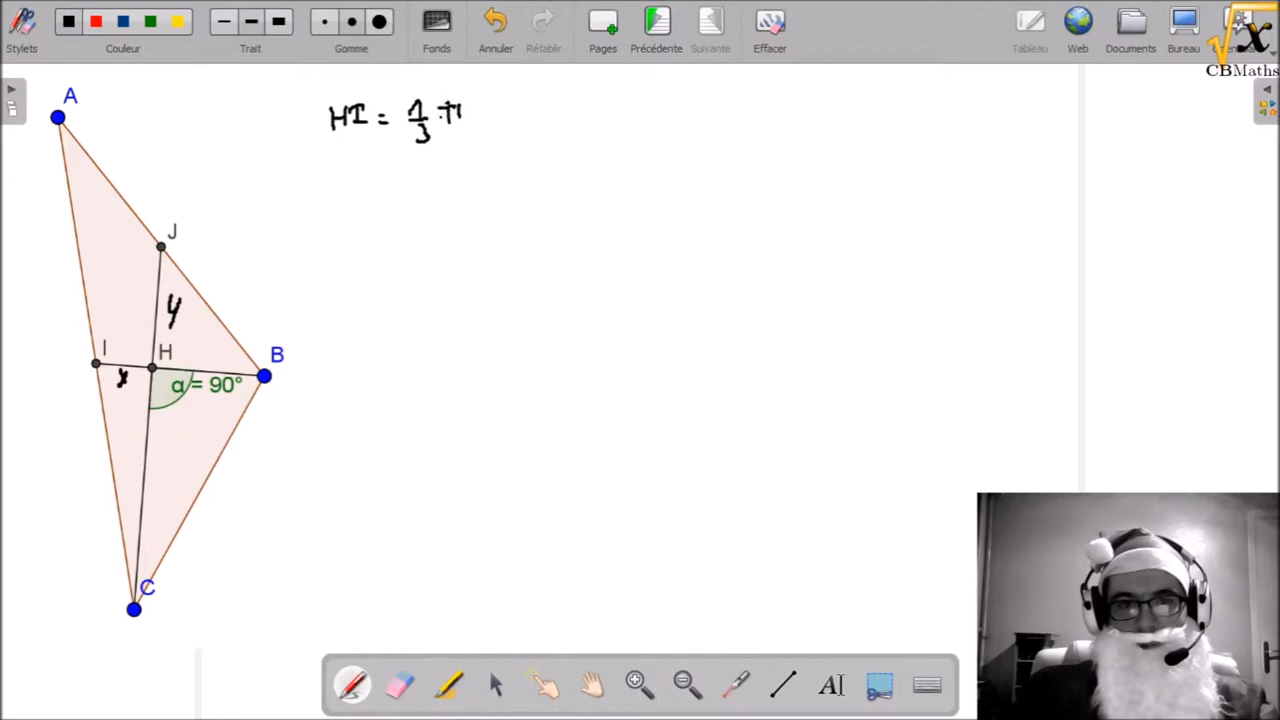 Stylets
Couleur
Trait
Gomme
Fonds
Annuler
Rétablir
Pages
Précédente
Suivante
Effacer
Tableau
Web
Documents
Bureau
CBMaths
A
HI = 1/3
J
y
I
H
B
x
α = 90°
C
AI